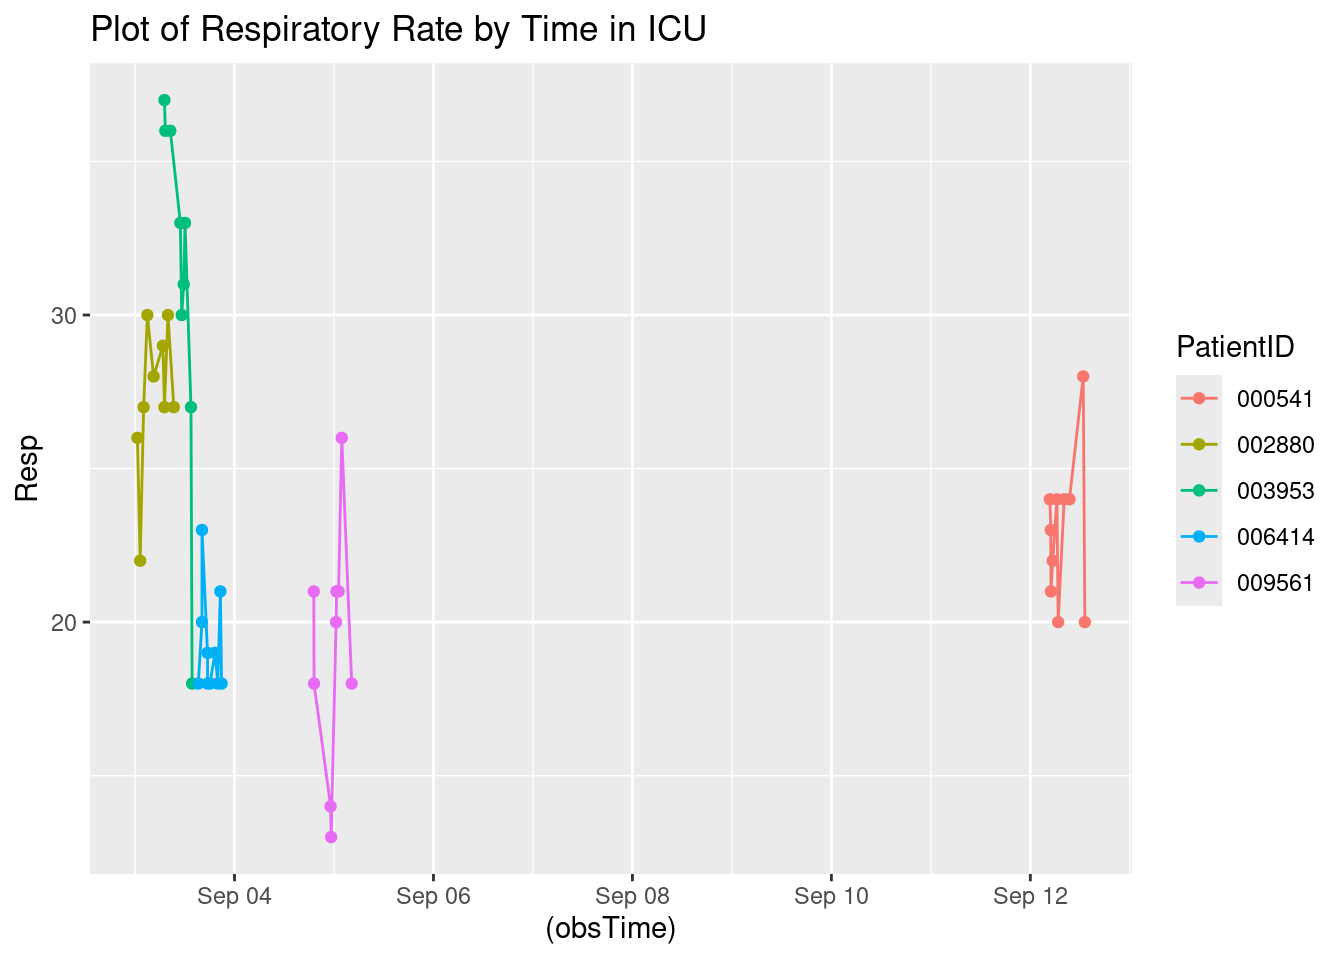 Plot of Respiratory Rate by Time in ICU
Resp
30
20
Sep 04
Sep 06
Sep 08
Sep 10
Sep 12
(obsTime)
PatientID
000541
002880
003953
006414
009561